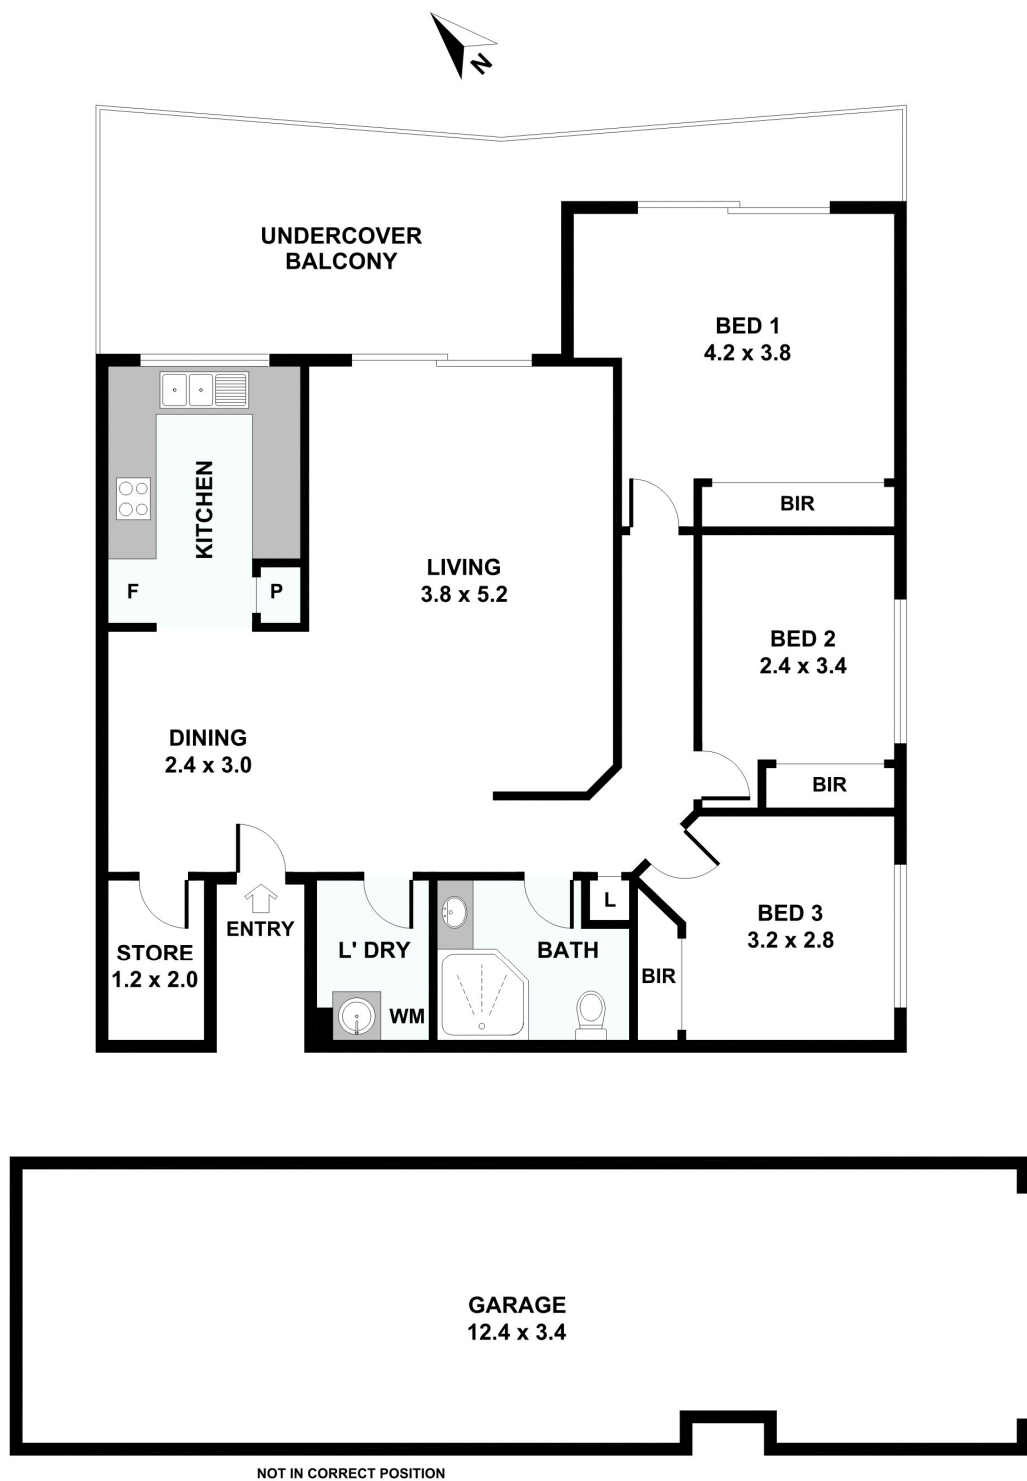 N
UNDERCOVER
BALCONY
BED 1
4.2 x 3.8
KITCHEN
BIR
LIVING
3.8 x 5.2
F
P
BED 2
2.4 x 3.4
DINING
2.4 x 3.0
BIR
L
BED 3
3.2 x 2.8
ENTRY
STORE
1.2 x 2.0
L' DRY
BATH
BIR
WM
GARAGE
12.4 x 3.4
NOT IN CORRECT POSITION